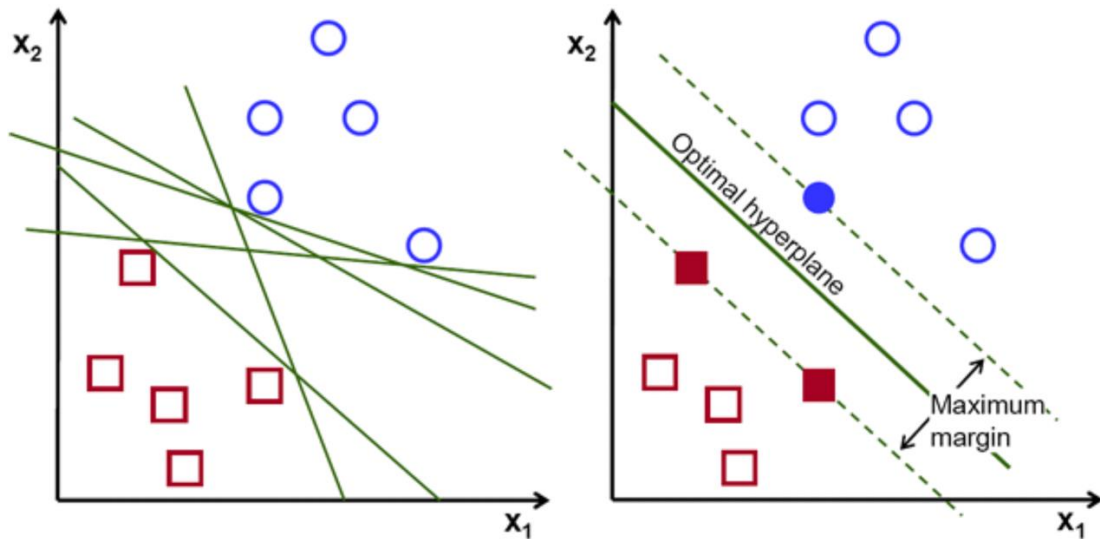 x₂
x₁
x₂
Optimal hyperplane
Maximum
margin
x₁